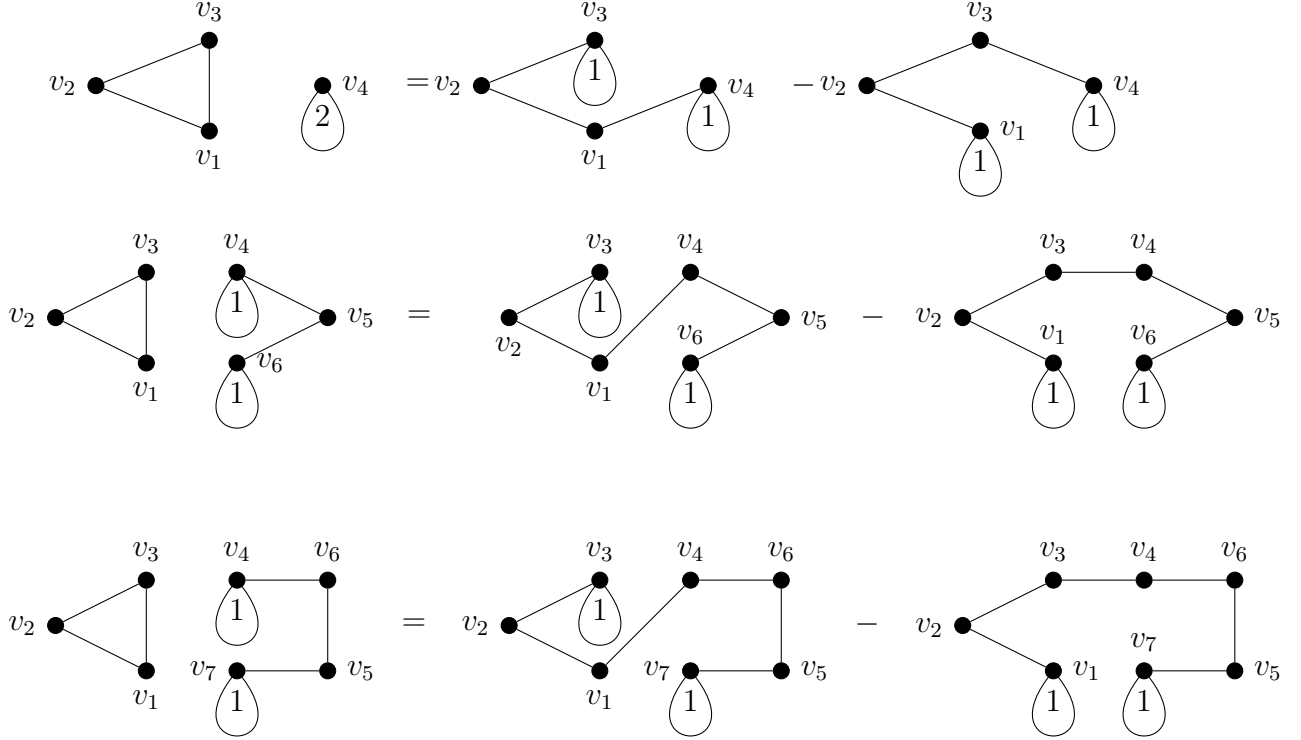 v₃ v₃ v₃
v₂ v₄ = v₂ 1 v₄ − v₂ v₄
2 1 1
v₁ v₁ v₁ 1
v₃ v₄ v₃ v₄ v₃ v₄
v₂ 1 v₅ = v₂ 1 v₅ − v₂ v₅
v₆ v₆ v₁ v₆
v₁ 1 v₁ 1 1 1
v₃ v₄ v₆ v₃ v₄ v₆ v₃ v₄ v₆
v₂ 1 = v₂ 1 − v₂
v₇ v₅ v₇ v₅ v₁ v₇ v₅
v₁ 1 v₁ 1 1 1